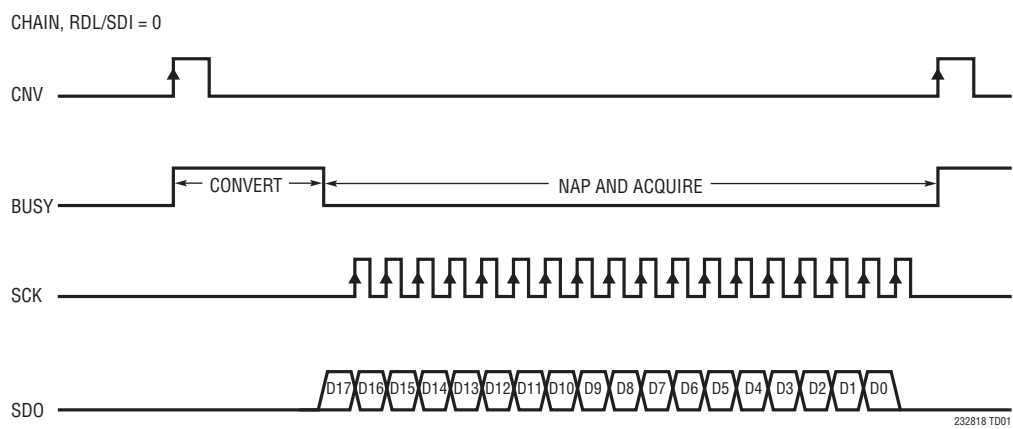 CHAIN, RDL/SDI = 0
CNV
CONVERT
NAP AND ACQUIRE
BUSY
SCK
D17 D16 D15 D14 D13 D12 D11 D10 D9 D8 D7 D6 D5 D4 D3 D2 D1 D0
SDO
232818 TD01